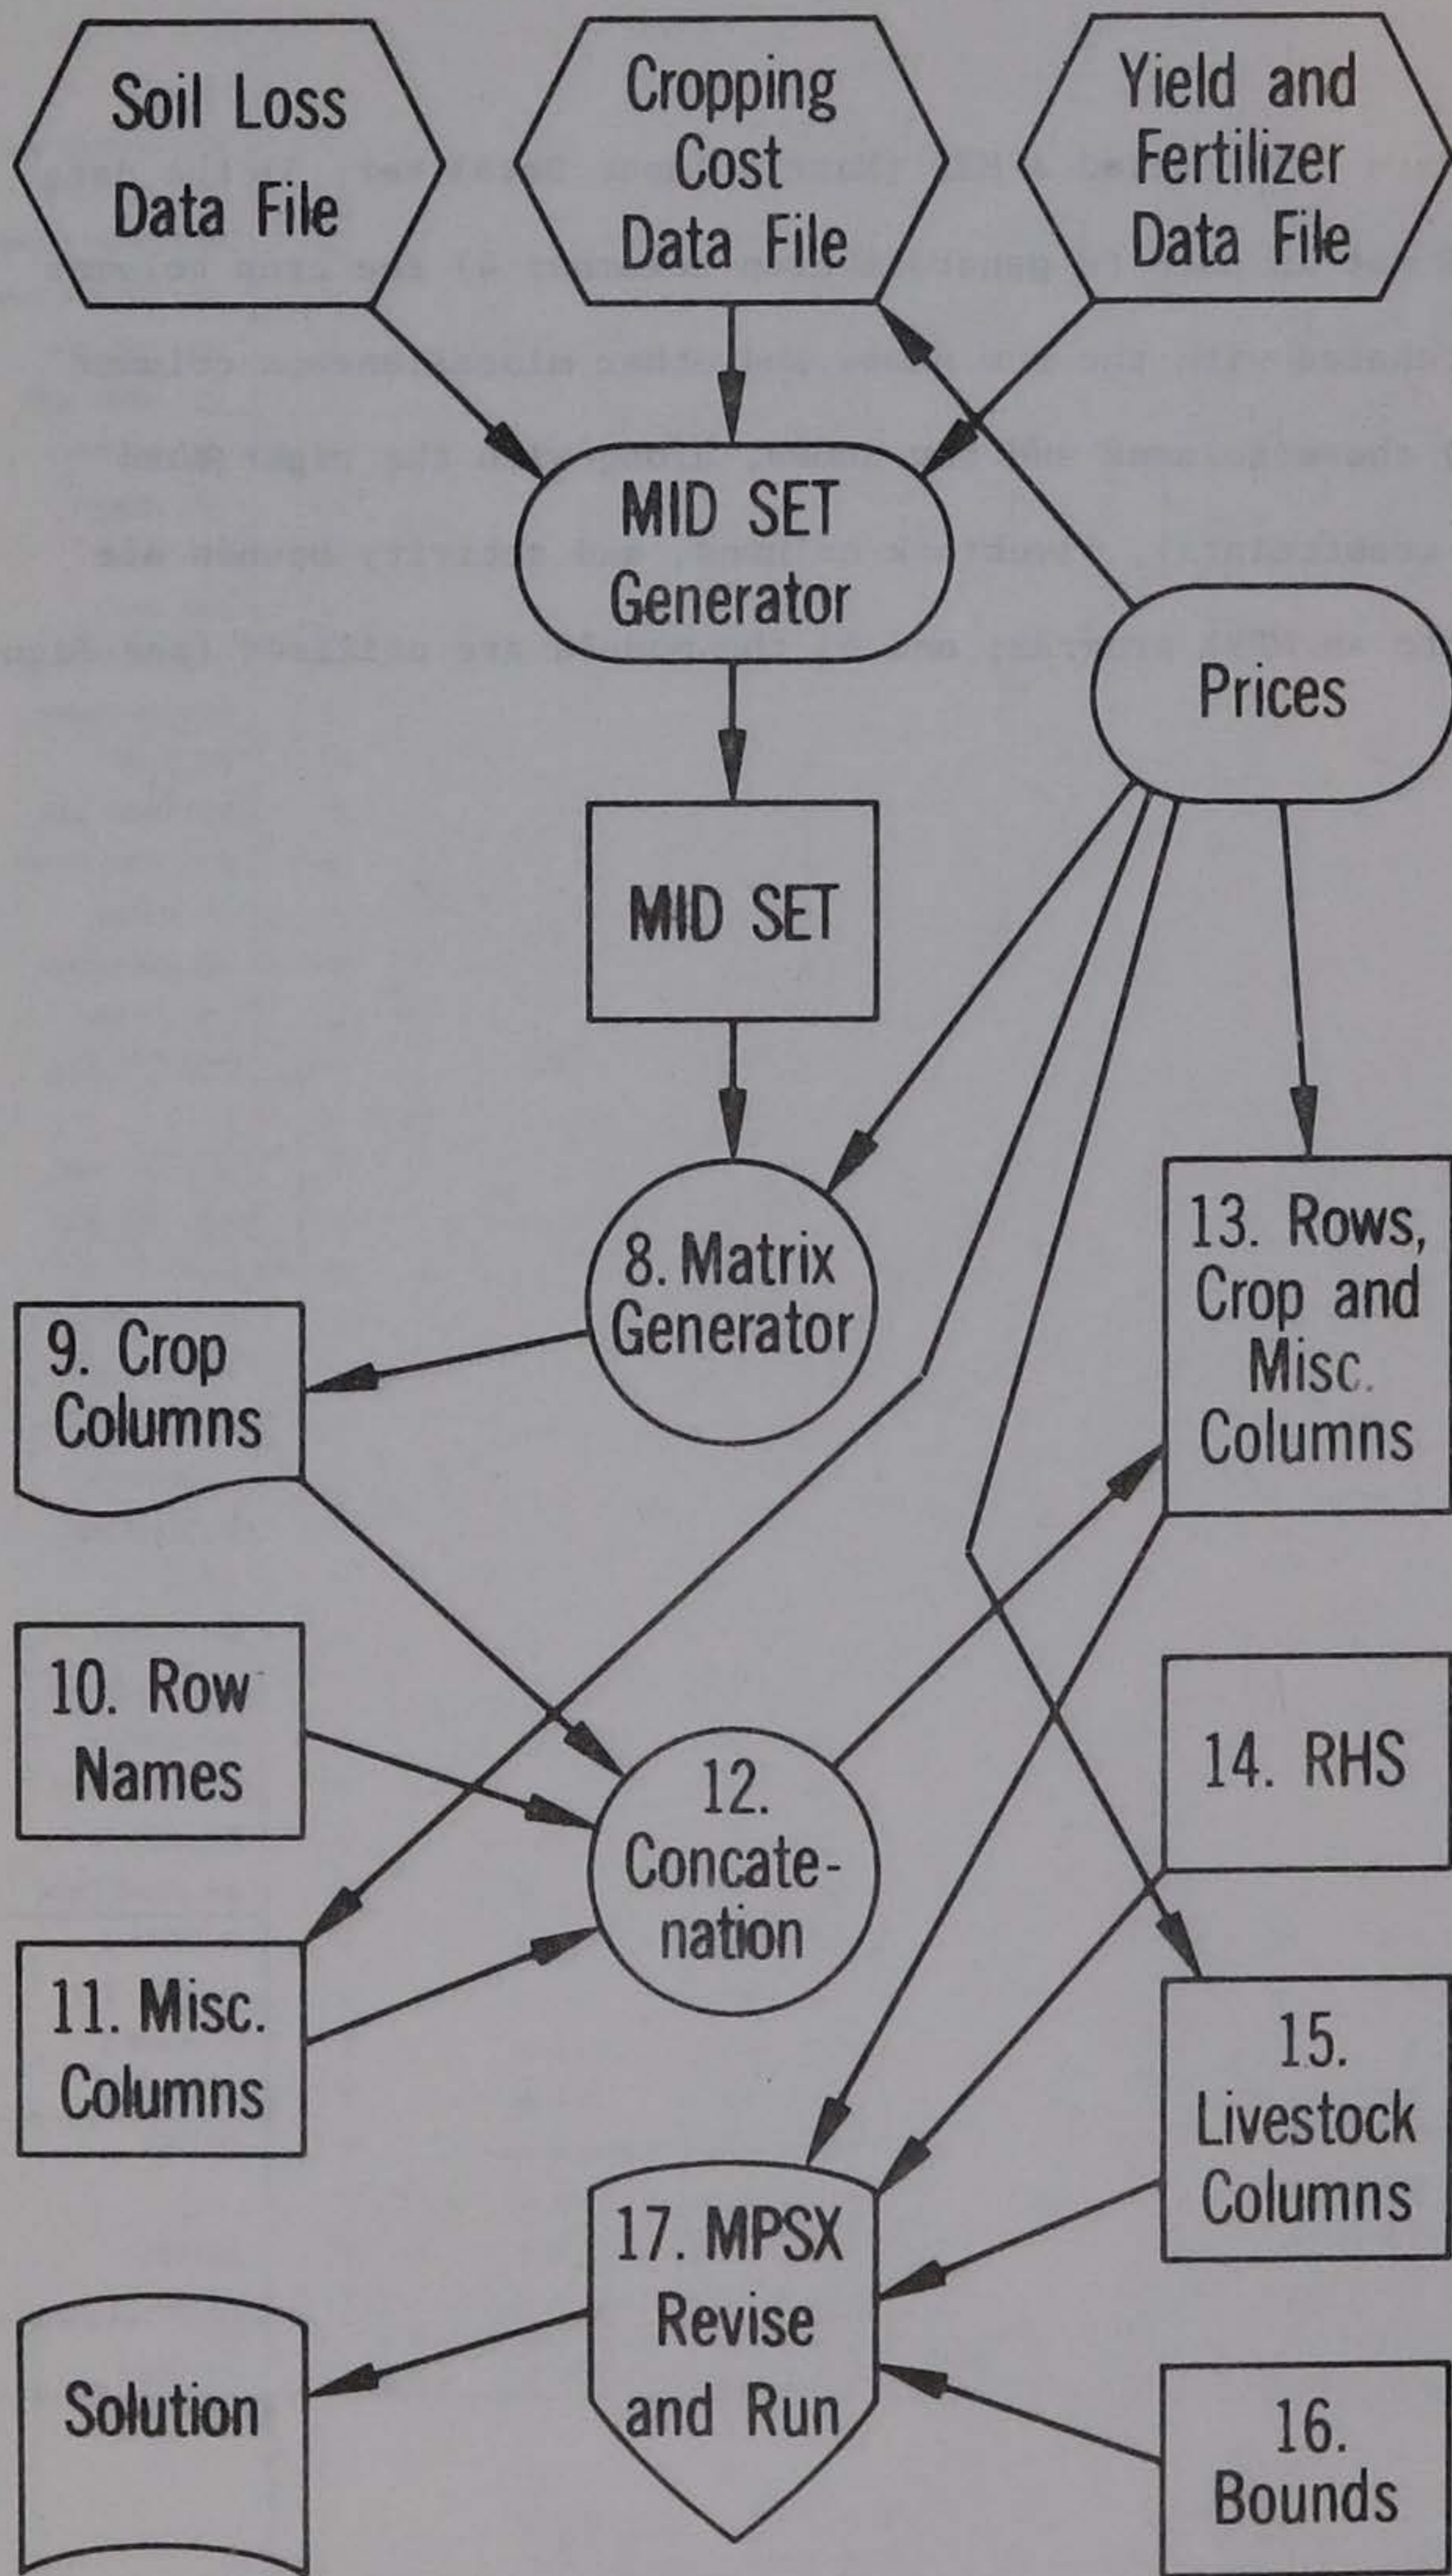 Soil Loss
Data File
Cropping
Cost
Data File
Yield and
Fertilizer
Data File
MID SET
Generator
Prices
MID SET
8. Matrix
Generator
13. Rows,
Crop and
Misc.
Columns
9. Crop
Columns
10. Row
Names
12.
Concate-
nation
14. RHS
11. Misc.
Columns
15.
Livestock
Columns
17. MPSX
Revise
and Run
Solution
16.
Bounds